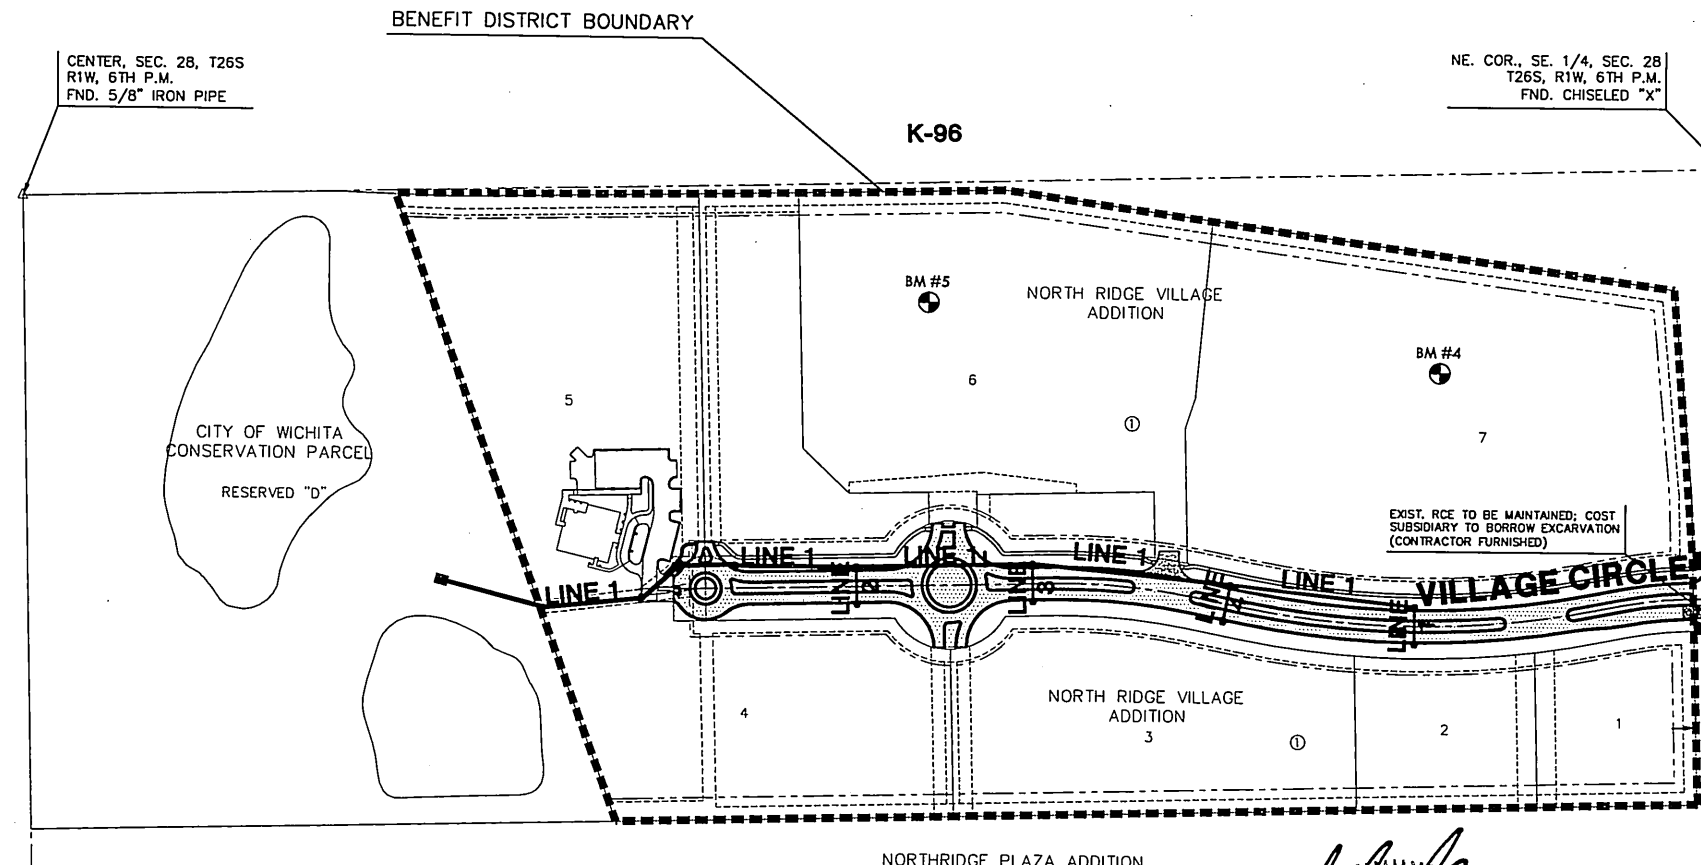 BENEFIT DISTRICT BOUNDARY
CENTER, SEC. 28, T26S
R1W, 6TH P.M.
FND. 5/8" IRON PIPE
NE. COR., SE. 1/4, SEC. 28
T26S, R1W, 6TH P.M.
FND. CHISELED "X"
K-96
BM #5
NORTH RIDGE VILLAGE
ADDITION
BM #4
6
5
1
7
CITY OF WICHITA
CONSERVATION PARCEL
RESERVED "D"
EXIST. RCE TO BE MAINTAINED; COST
SUBSIDIARY TO BORROW EXCARVATION
(CONTRACTOR FURNISHED)
LINE 1
LINE 1
LINE 1
LINE 1
LINE 1
VILLAGE CIRCLE
LINE 2
LINE 3
LINE 4
LINE
NORTH RIDGE VILLAGE
ADDITION
4
3
1
2
1
NORTHRIDGE PLAZA ADDITION